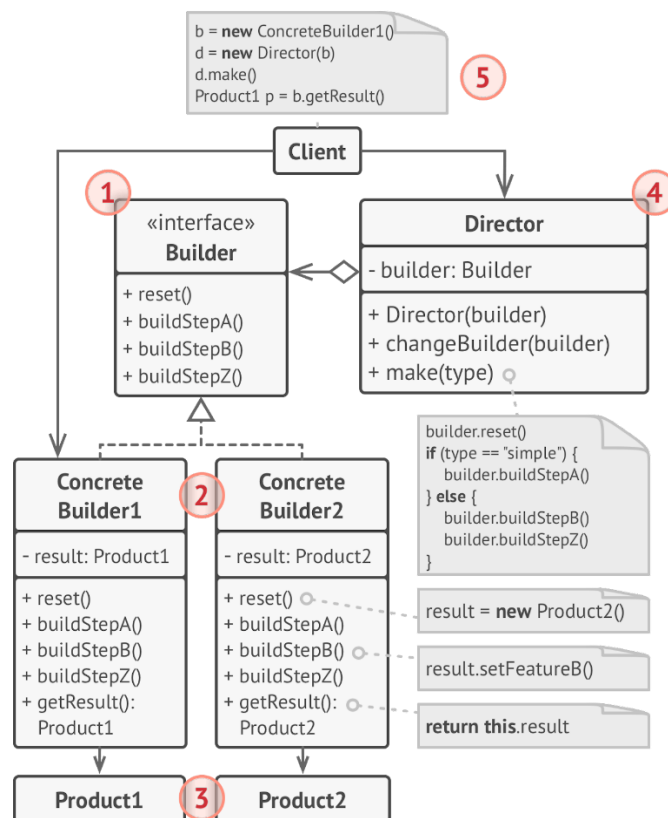 b = new ConcreteBuilder1()
d = new Director(b)
d.make()
Product1 p = b.getResult()
5
Client
1
«interface»
Builder
+ reset()
+ buildStepA()
+ buildStepB()
+ buildStepZ()
4
Director
- builder: Builder
+ Director(builder)
+ changeBuilder(builder)
+ make(type)
builder.reset()
if (type == "simple") {
builder.buildStepA()
} else {
builder.buildStepB()
builder.buildStepZ()
}
2
Concrete
Builder1
- result: Product1
+ reset()
+ buildStepA()
+ buildStepB()
+ buildStepZ()
+ getResult():
Product1
Concrete
Builder2
- result: Product2
+ reset()
+ buildStepA()
+ buildStepB()
+ buildStepZ()
+ getResult():
Product2
result = new Product2()
result.setFeatureB()
return this.result
Product1
3
Product2